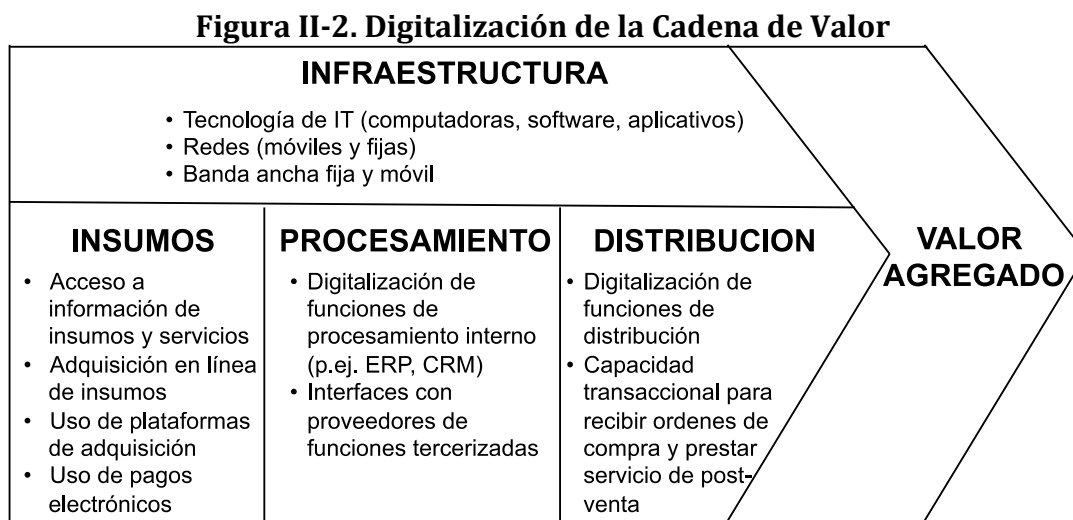 Figura II-2. Digitalización de la Cadena de Valor
INFRAESTRUCTURA
• Tecnología de IT (computadoras, software, aplicativos)
• Redes (móviles y fijas)
• Banda ancha fija y móvil
INSUMOS
• Acceso a
información de
insumos y servicios
• Adquisición en línea
de insumos
• Uso de plataformas
de adquisición
• Uso de pagos
electrónicos
PROCESAMIENTO
• Digitalización de
funciones de
procesamiento interno
(p.ej. ERP, CRM)
• Interfaces con
proveedores de
funciones tercerizadas
DISTRIBUCION
• Digitalización de
funciones de
distribución
• Capacidad
transaccional para
recibir ordenes de
compra y prestar
servicio de post-
venta
VALOR
AGREGADO